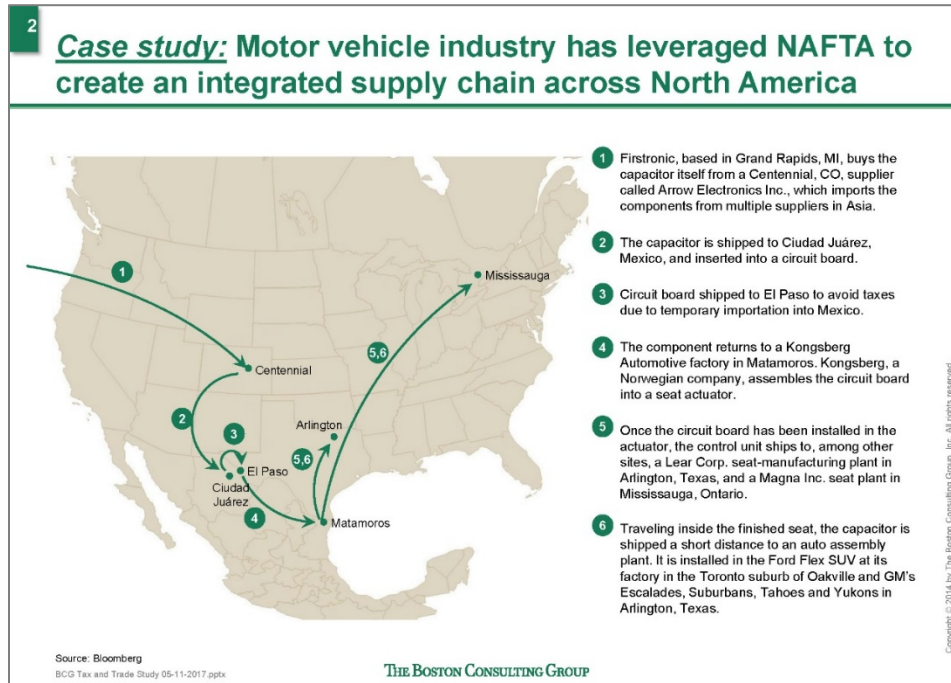 2
Case study: Motor vehicle industry has leveraged NAFTA to
create an integrated supply chain across North America
1
Mississauga
5,6
Centennial
2
Arlington
3
5,6
El Paso
Ciudad
Juárez
4
Matamoros
1 Firstronic, based in Grand Rapids, MI, buys the
capacitor itself from a Centennial, CO, supplier
called Arrow Electronics Inc., which imports the
components from multiple suppliers in Asia.
2 The capacitor is shipped to Ciudad Juárez,
Mexico, and inserted into a circuit board.
3 Circuit board shipped to El Paso to avoid taxes
due to temporary importation into Mexico.
4 The component returns to a Kongsberg
Automotive factory in Matamoros. Kongsberg, a
Norwegian company, assembles the circuit board
into a seat actuator.
5 Once the circuit board has been installed in the
actuator, the control unit ships to, among other
sites, a Lear Corp. seat-manufacturing plant in
Arlington, Texas, and a Magna Inc. seat plant in
Mississauga, Ontario.
6 Traveling inside the finished seat, the capacitor is
shipped a short distance to an auto assembly
plant. It is installed in the Ford Flex SUV at its
factory in the Toronto suburb of Oakville and GM's
Escalades, Suburbans, Tahoes and Yukons in
Arlington, Texas.
Copyright © 2014 by The Boston Consulting Group, Inc. All rights reserved.
Source: Bloomberg
BCG Tax and Trade Study 05-11-2017.pptx
THE BOSTON CONSULTING GROUP